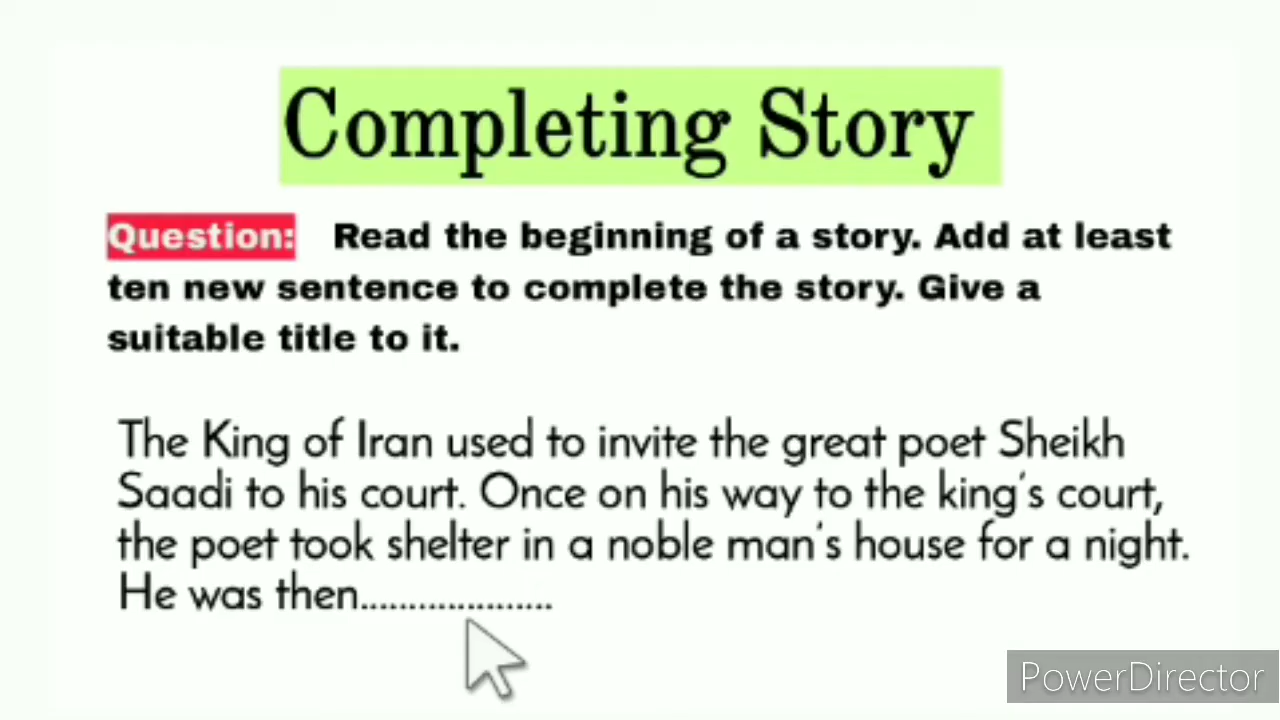 Completing Story
Question: Read the beginning of a story. Add at least
ten new sentence to complete the story. Give a
suitable title to it.
The King of Iran used to invite the great poet Sheikh
Saadi to his court. Once on his way to the king's court,
the poet took shelter in a noble man's house for a night.
He was then....................
PowerDirector